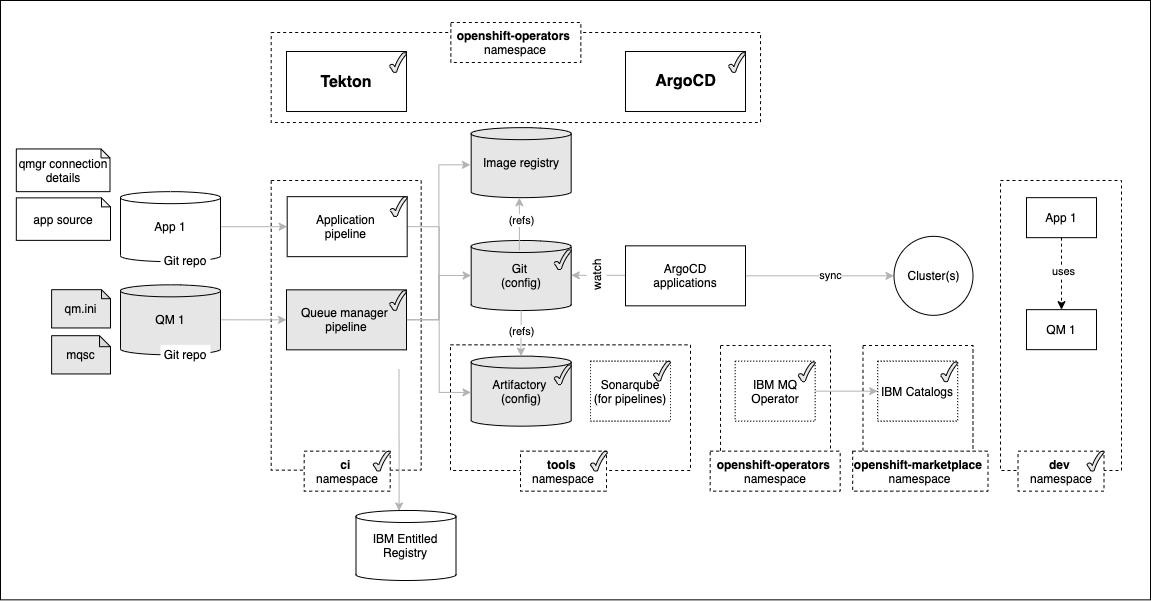 openshift-operators
namespace
Tekton
ArgoCD
qmgr connection
details
app source
App 1
Git repo
qm.ini
mqsc
QM 1
Git repo
Application
pipeline
Queue manager
pipeline
ci
namespace
Image registry
(refs)
Git
(config)
(refs)
Artifactory
(config)
Sonarqube
(for pipelines)
tools
namespace
watch
ArgoCD
applications
sync
Cluster(s)
IBM MQ
Operator
openshift-operators
namespace
IBM Catalogs
openshift-marketplace
namespace
App 1
uses
QM 1
dev
namespace
IBM Entitled
Registry